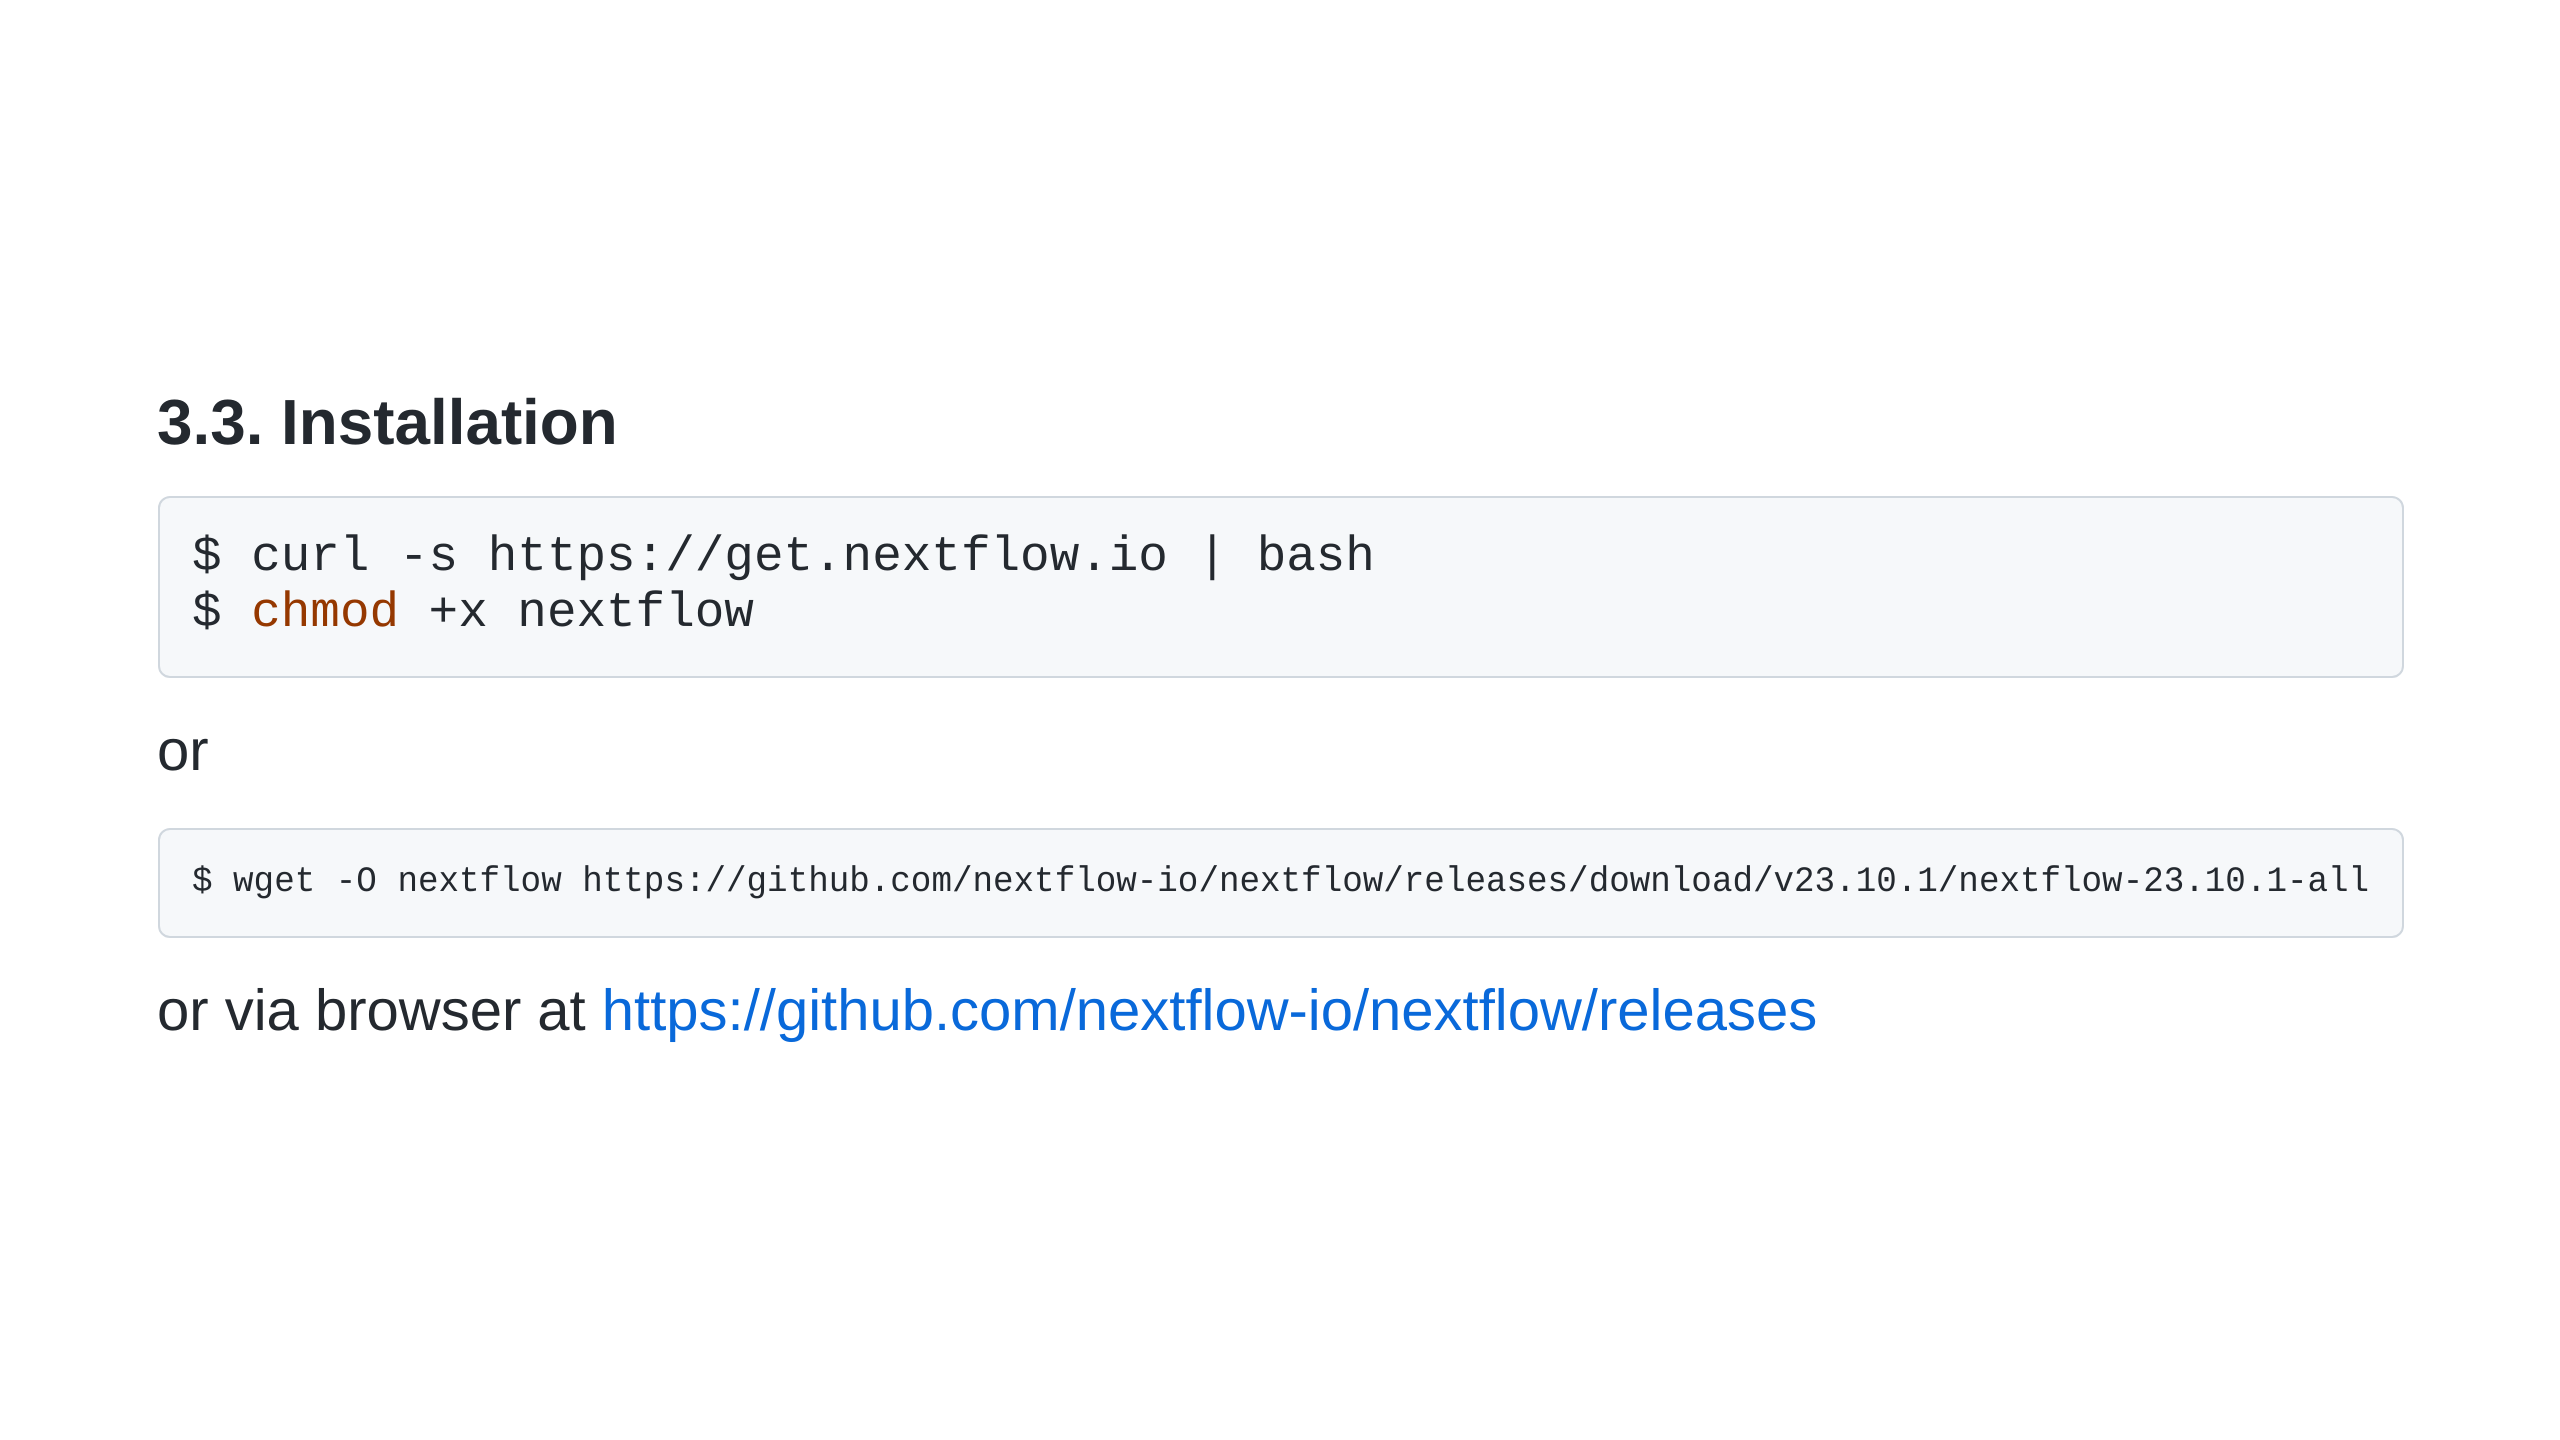 3.3. Installation
$ curl -s https://get.nextflow.io | bash
$ chmod +x nextflow
or
$ wget -O nextflow https://github.com/nextflow-io/nextflow/releases/download/v23.10.1/nextflow-23.10.1-all
or via browser at https://github.com/nextflow-io/nextflow/releases